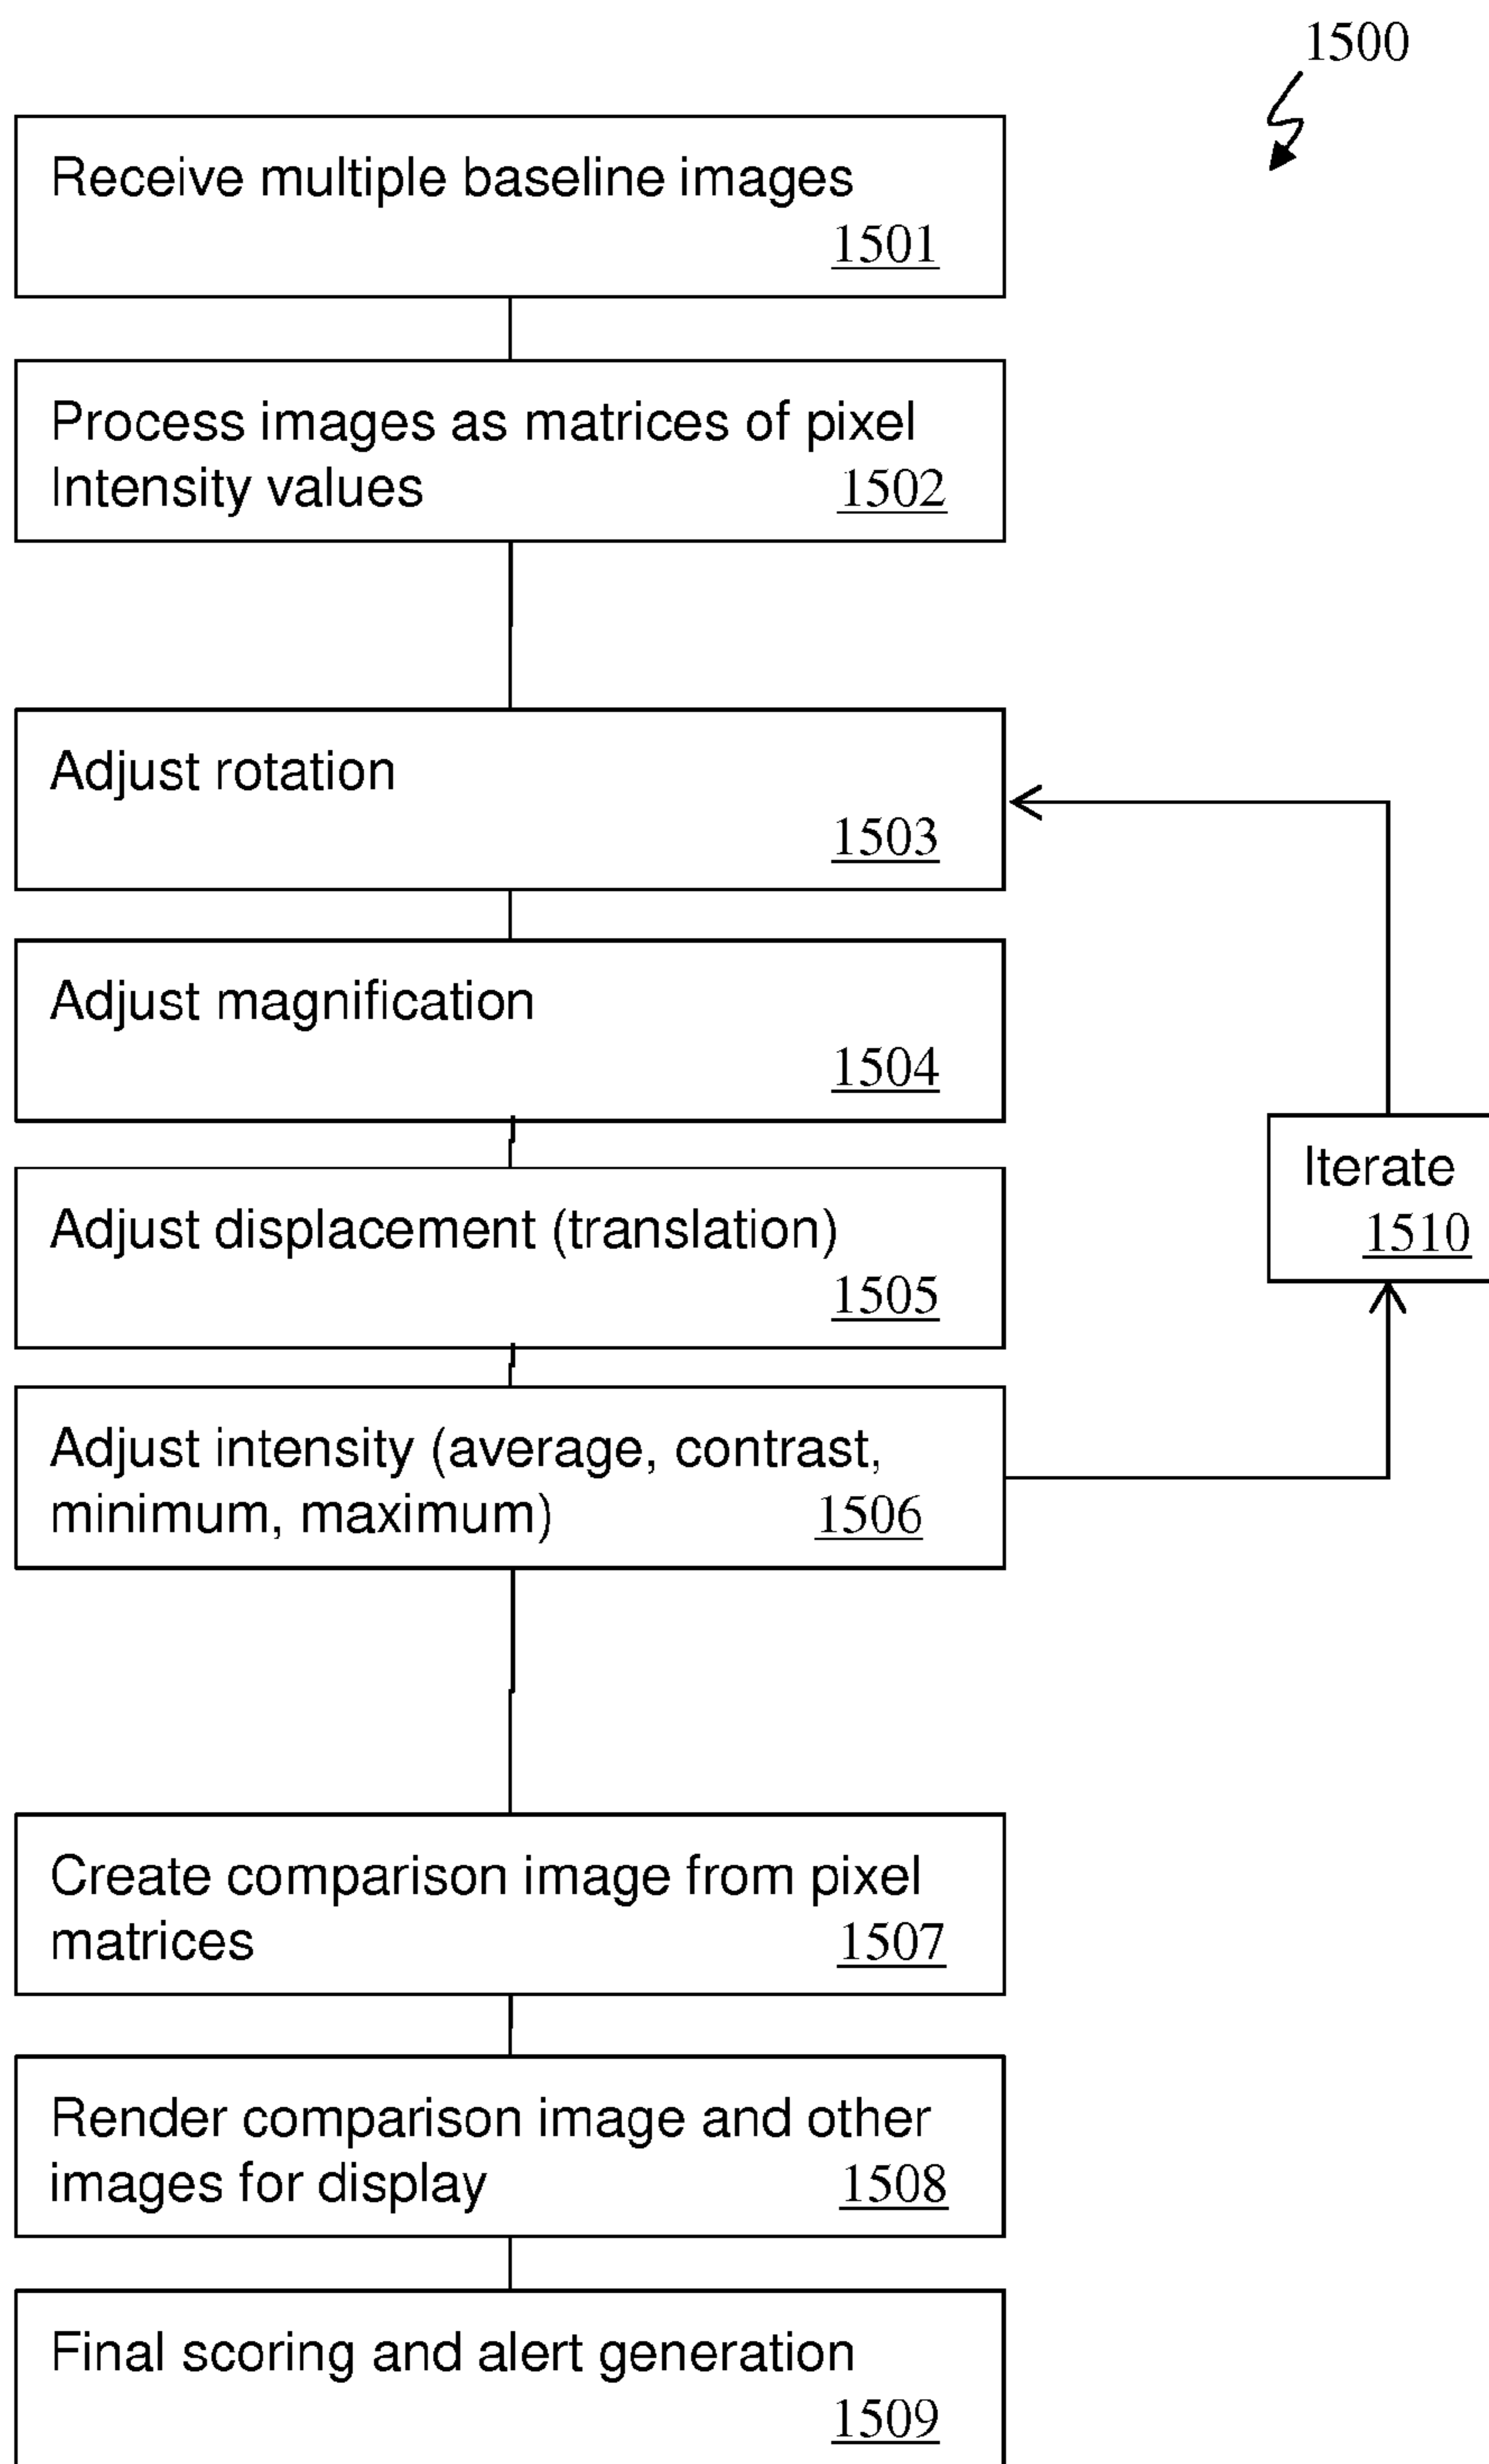 1500
Receive multiple baseline images
1501
Process images as matrices of pixel
Intensity values 1502
Adjust rotation
1503
Adjust magnification
1504
Adjust displacement (translation)
1505
Iterate
1510
Adjust intensity (average, contrast,
minimum, maximum) 1506
Create comparison image from pixel
matrices 1507
Render comparison image and other
images for display 1508
Final scoring and alert generation
1509